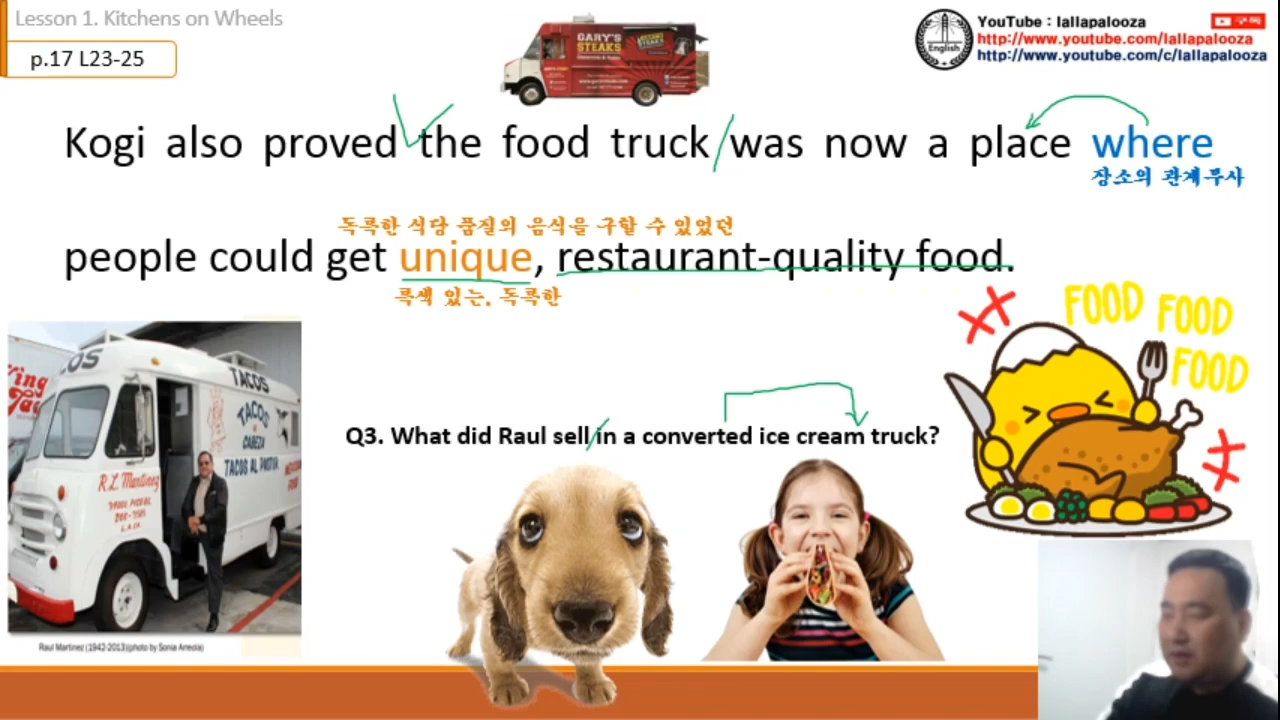 Lesson 1. Kitchens on Wheels
p.17 L23-25
GARY'S
STEAKS
English
YouTube : lallapalooza
구독
http://www.youtube.com/lallapalooza
http://www.youtube.com/c/lallapalooza
Kogi also proved the food truck was now a place where
장소의 관계부사
독특한 식당 품질의 음식을 구할 수 있었던
people could get unique, restaurant-quality food.
특색 있는, 독특한
FOOD FOOD
FOOD
TACOS
TACOS
CABEZA
TACOS AL PASTOR
R.L. Martinez
Q3. What did Raul sell in a converted ice cream truck?
Raul Martinez (1942-2013)(photo by Sonia Arreola)